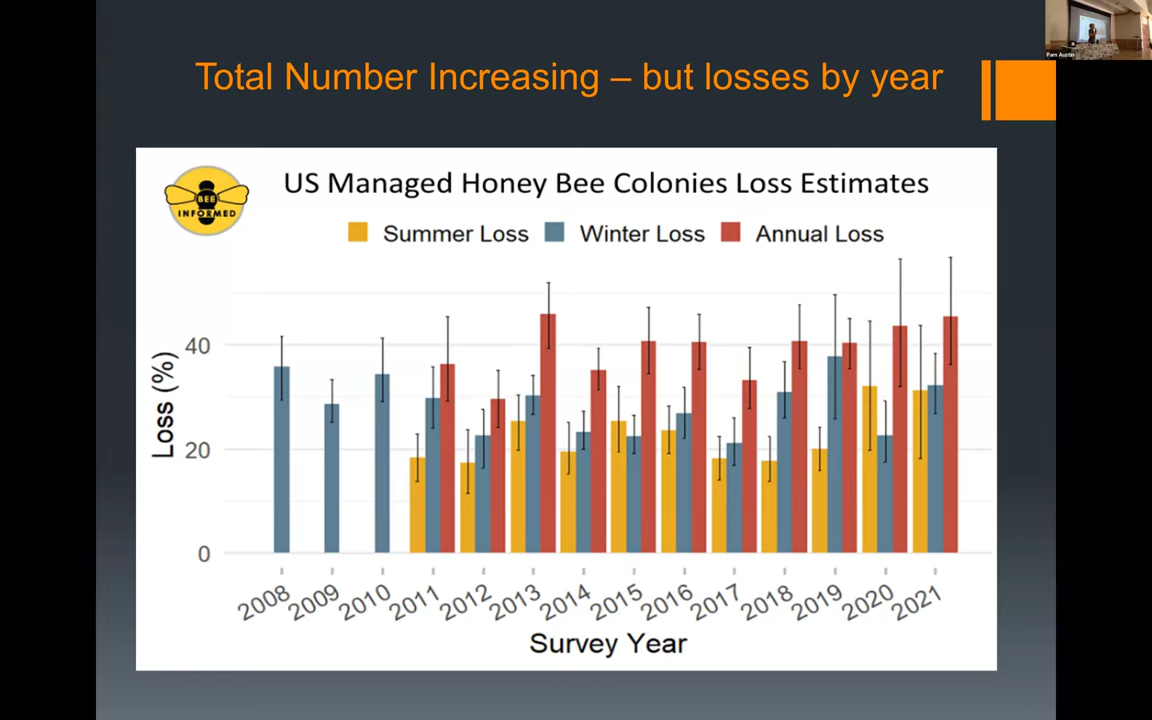 Pam Austin
Total Number Increasing – but losses by year
BEE
INFORMED
US Managed Honey Bee Colonies Loss Estimates
Summer Loss Winter Loss Annual Loss
Loss (%)
40
20
0
2008 2009 2010 2011 2012 2013 2014 2015 2016 2017 2018 2019 2020 2021
Survey Year